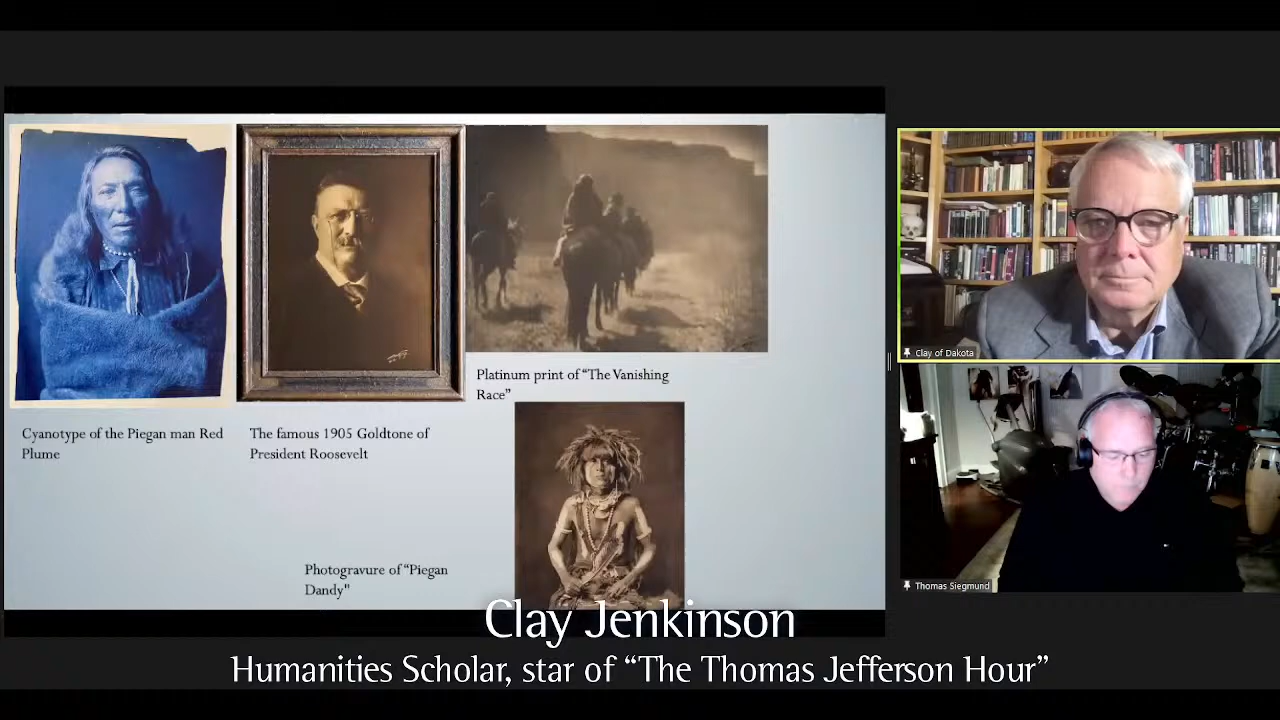 Cyanotype of the Piegan man Red
Plume
The famous 1905 Goldtone of
President Roosevelt
Platinum print of “The Vanishing
Race”
Photogravure of “Piegan
Dandy"
Clay of Dakota
Thomas Siegmund
Clay Jenkinson
Humanities Scholar, star of “The Thomas Jefferson Hour”